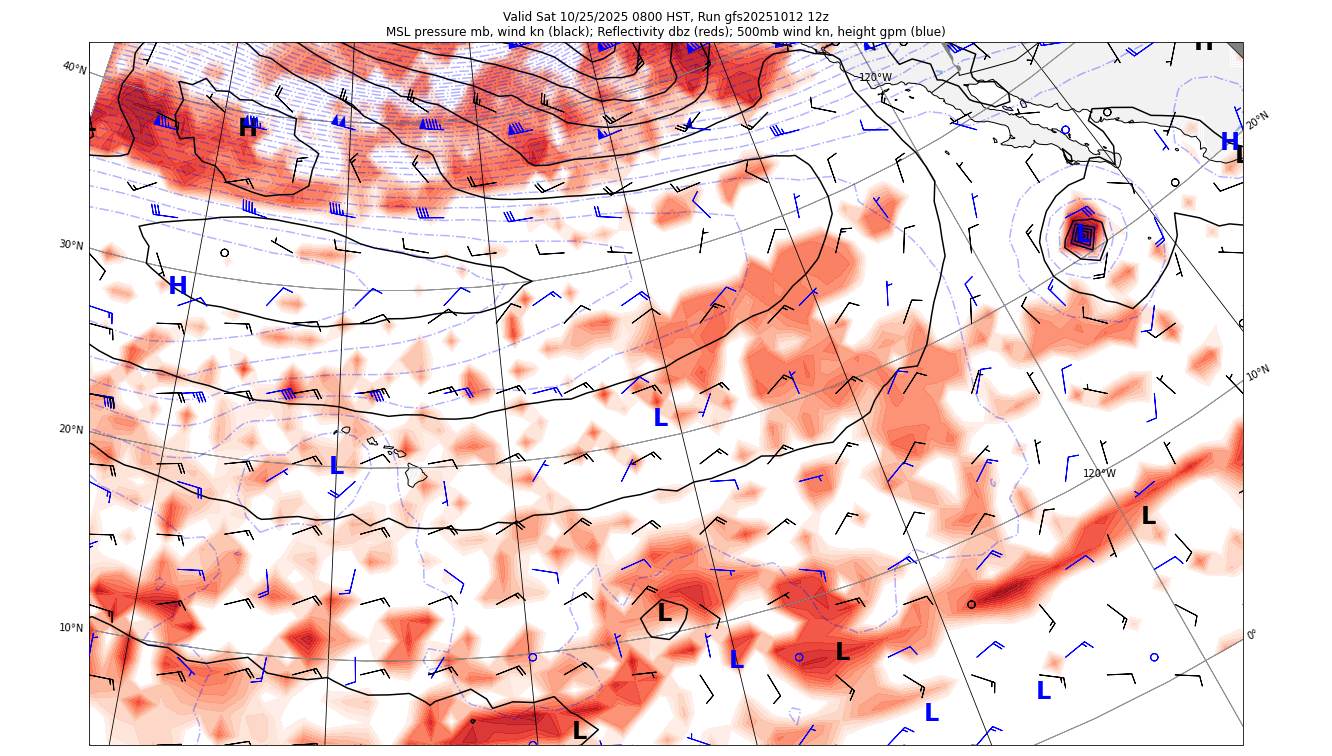 Valid Sat 10/25/2025 0800 HST, Run gfs20251012 12z
MSL pressure mb, wind kn (black); Reflectivity dbz (reds); 500mb wind kn, height gpm (blue)
H
40°N
120°W
20°N
H
L
H
L
L
30°N
H
10°N
L
20°N
L
120°W
L
L
10°N
0°
L
L
L
L
L